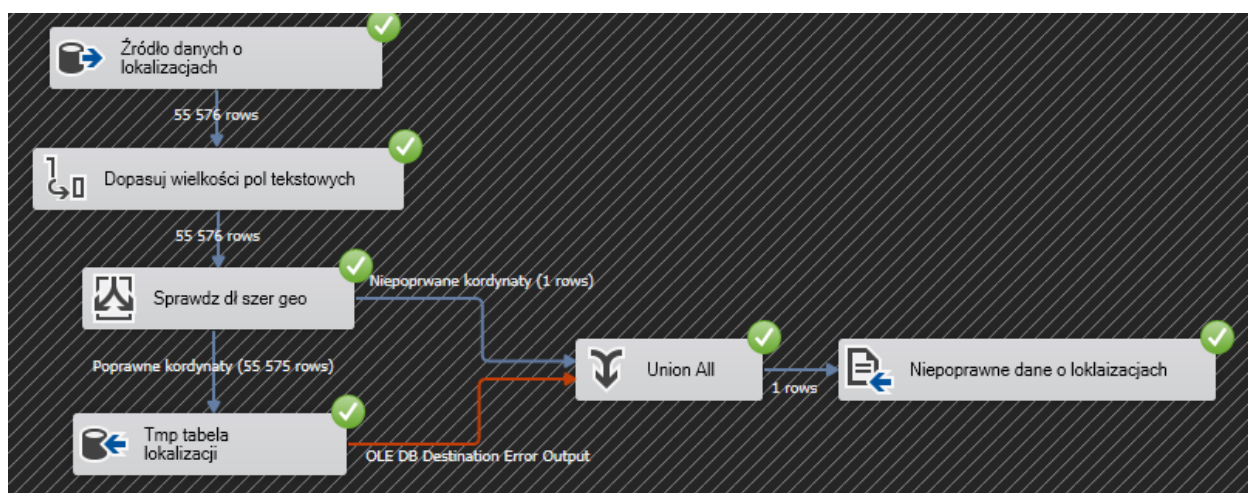 Źródło danych o
lokalizacjach
55 576 rows
Dopasuj wielkości pol tekstowych
55 576 rows
Sprawdz dł szer geo
Niepoprwane kordynaty (1 rows)
Poprawne kordynaty (55 575 rows)
Union All
1 rows
Niepoprawne dane o loklaizacjach
Tmp tabela
lokalizacji
OLE DB Destination Error Output